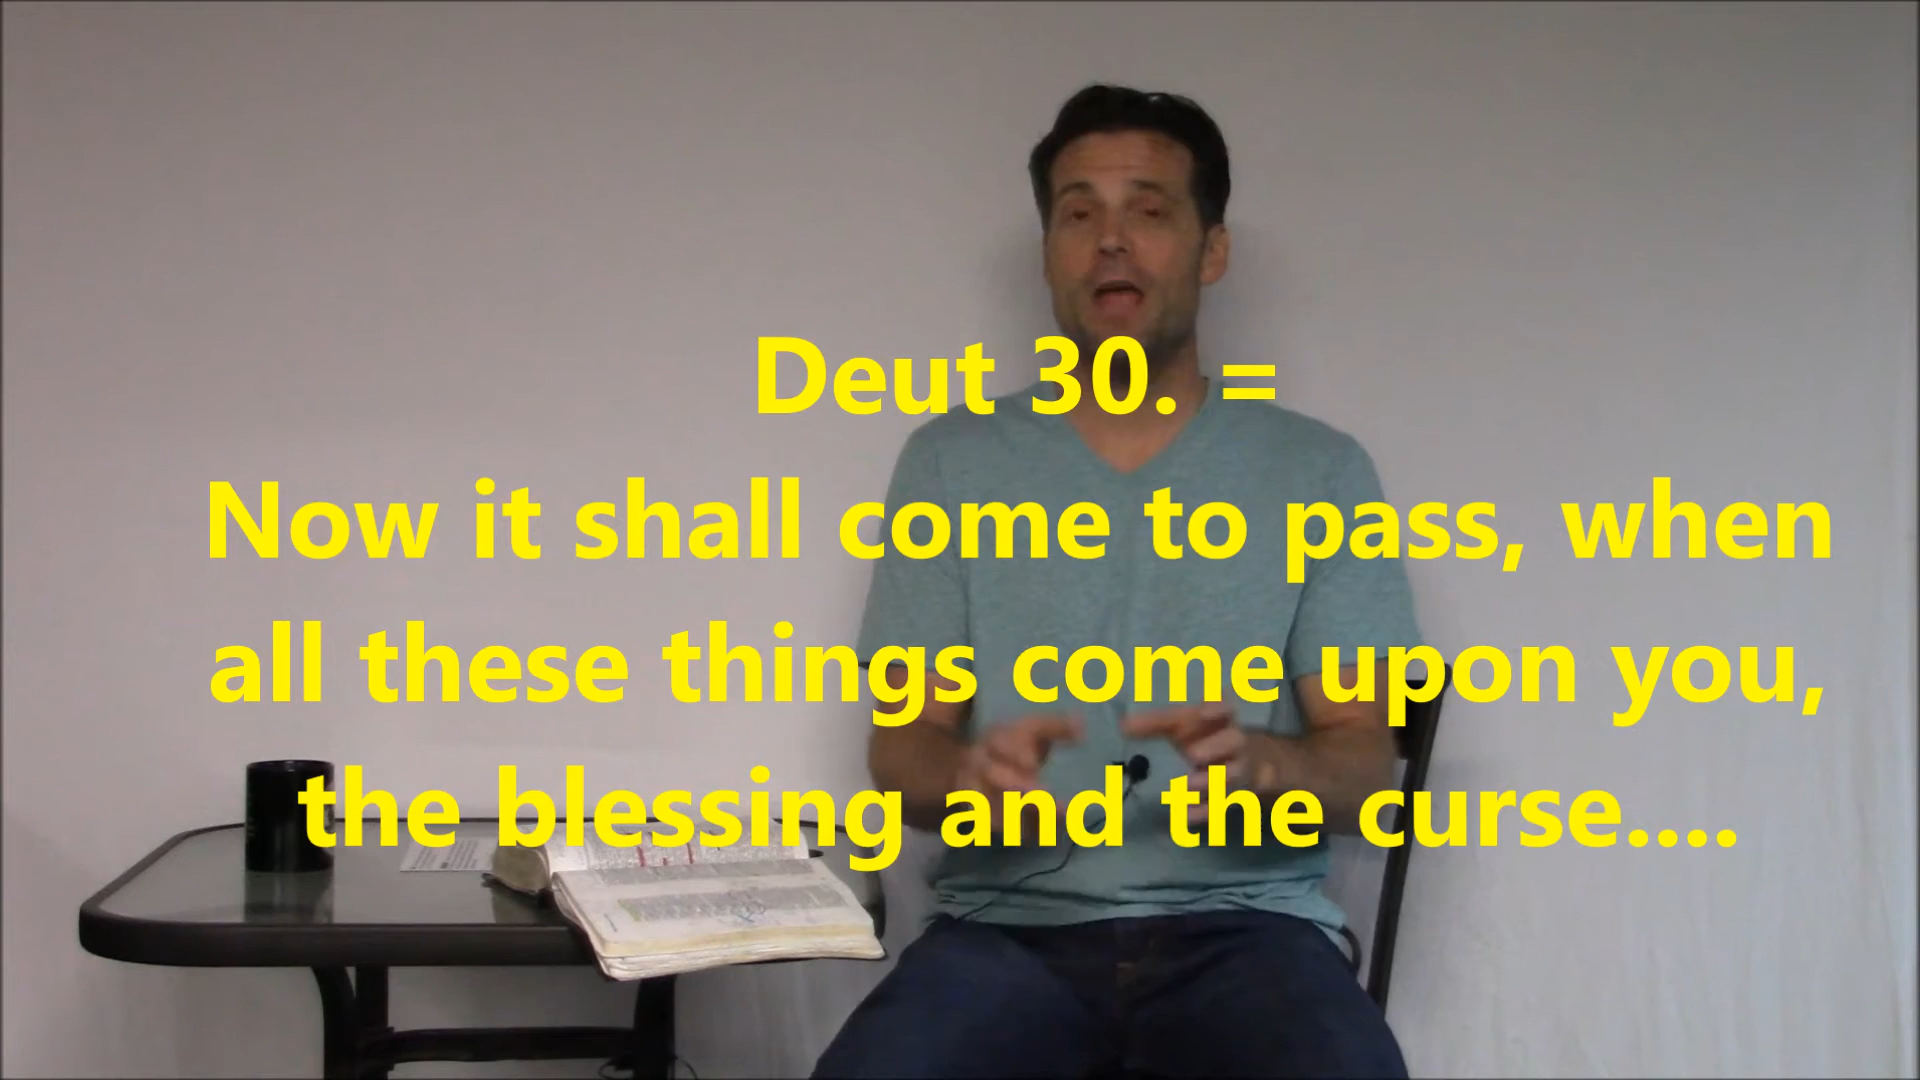 Deut 30. =
Now it shall come to pass, when
all these things come upon you,
the blessing and the curse....